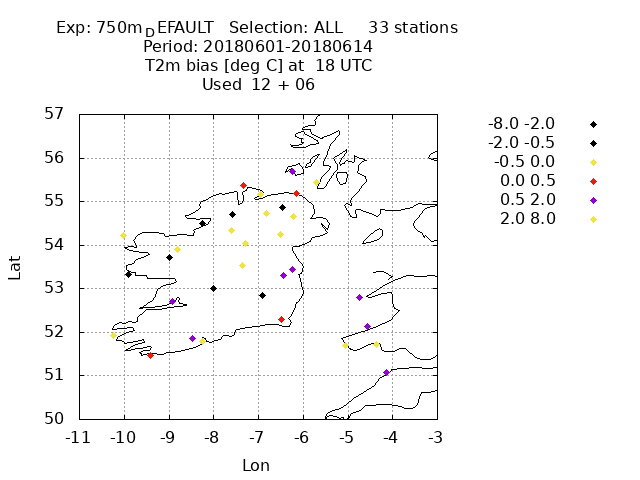 Exp: 750m_DEFAULT Selection: ALL 33 stations
Period: 20180601-20180614
T2m bias [deg C] at 18 UTC
Used 12 + 06
-8.0 -2.0
-2.0 -0.5
-0.5 0.0
0.0 0.5
0.5 2.0
2.0 8.0
Lat
57
56
55
54
53
52
51
50
-11 -10 -9 -8 -7 -6 -5 -4 -3
Lon